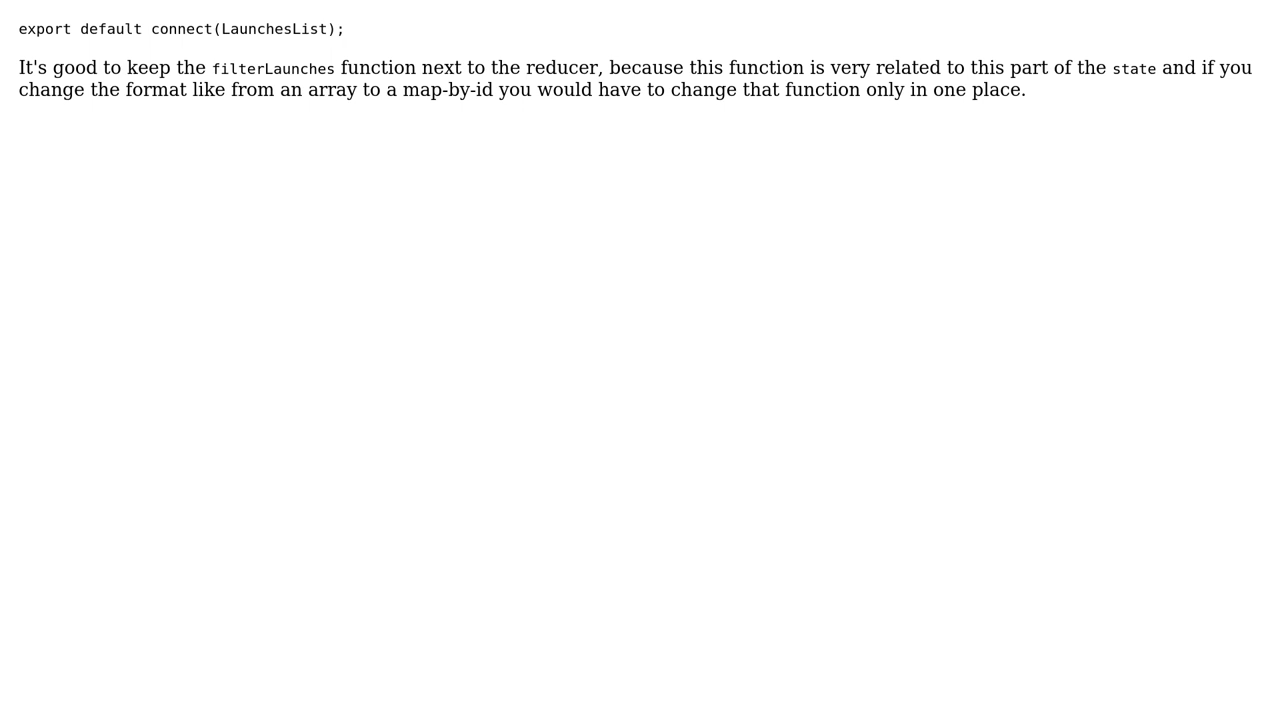 export default connect(LaunchesList);
It's good to keep the filterLaunches function next to the reducer, because this function is very related to this part of the state and if you
change the format like from an array to a map-by-id you would have to change that function only in one place.